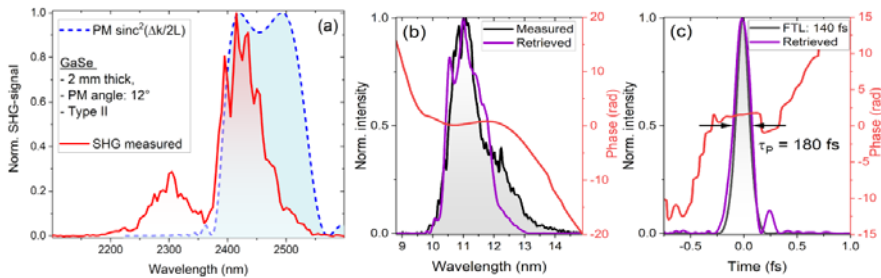 (a)
PM sinc²(Δk/2L)
GaSe
- 2 mm thick,
- PM angle: 12°
- Type II
SHG measured
Norm. SHG-signal
1.0
0.8
0.6
0.4
0.2
0.0
2200
2300
2400
2500
Wavelength (nm)
(b)
Measured
Retrieved
Norm. intensity
1.0
0.5
0.0
9
10
11
12
13
14
Wavelength (nm)
20
10
0
-10
-20
Phase (rad)
(c)
FTL: 140 fs
Retrieved
τP = 180 fs
Norm. intensity
1.0
0.5
0.0
-0.5
0.0
0.5
1.0
Time (fs)
15
10
5
0
-5
-10
-15
Phase (rad)